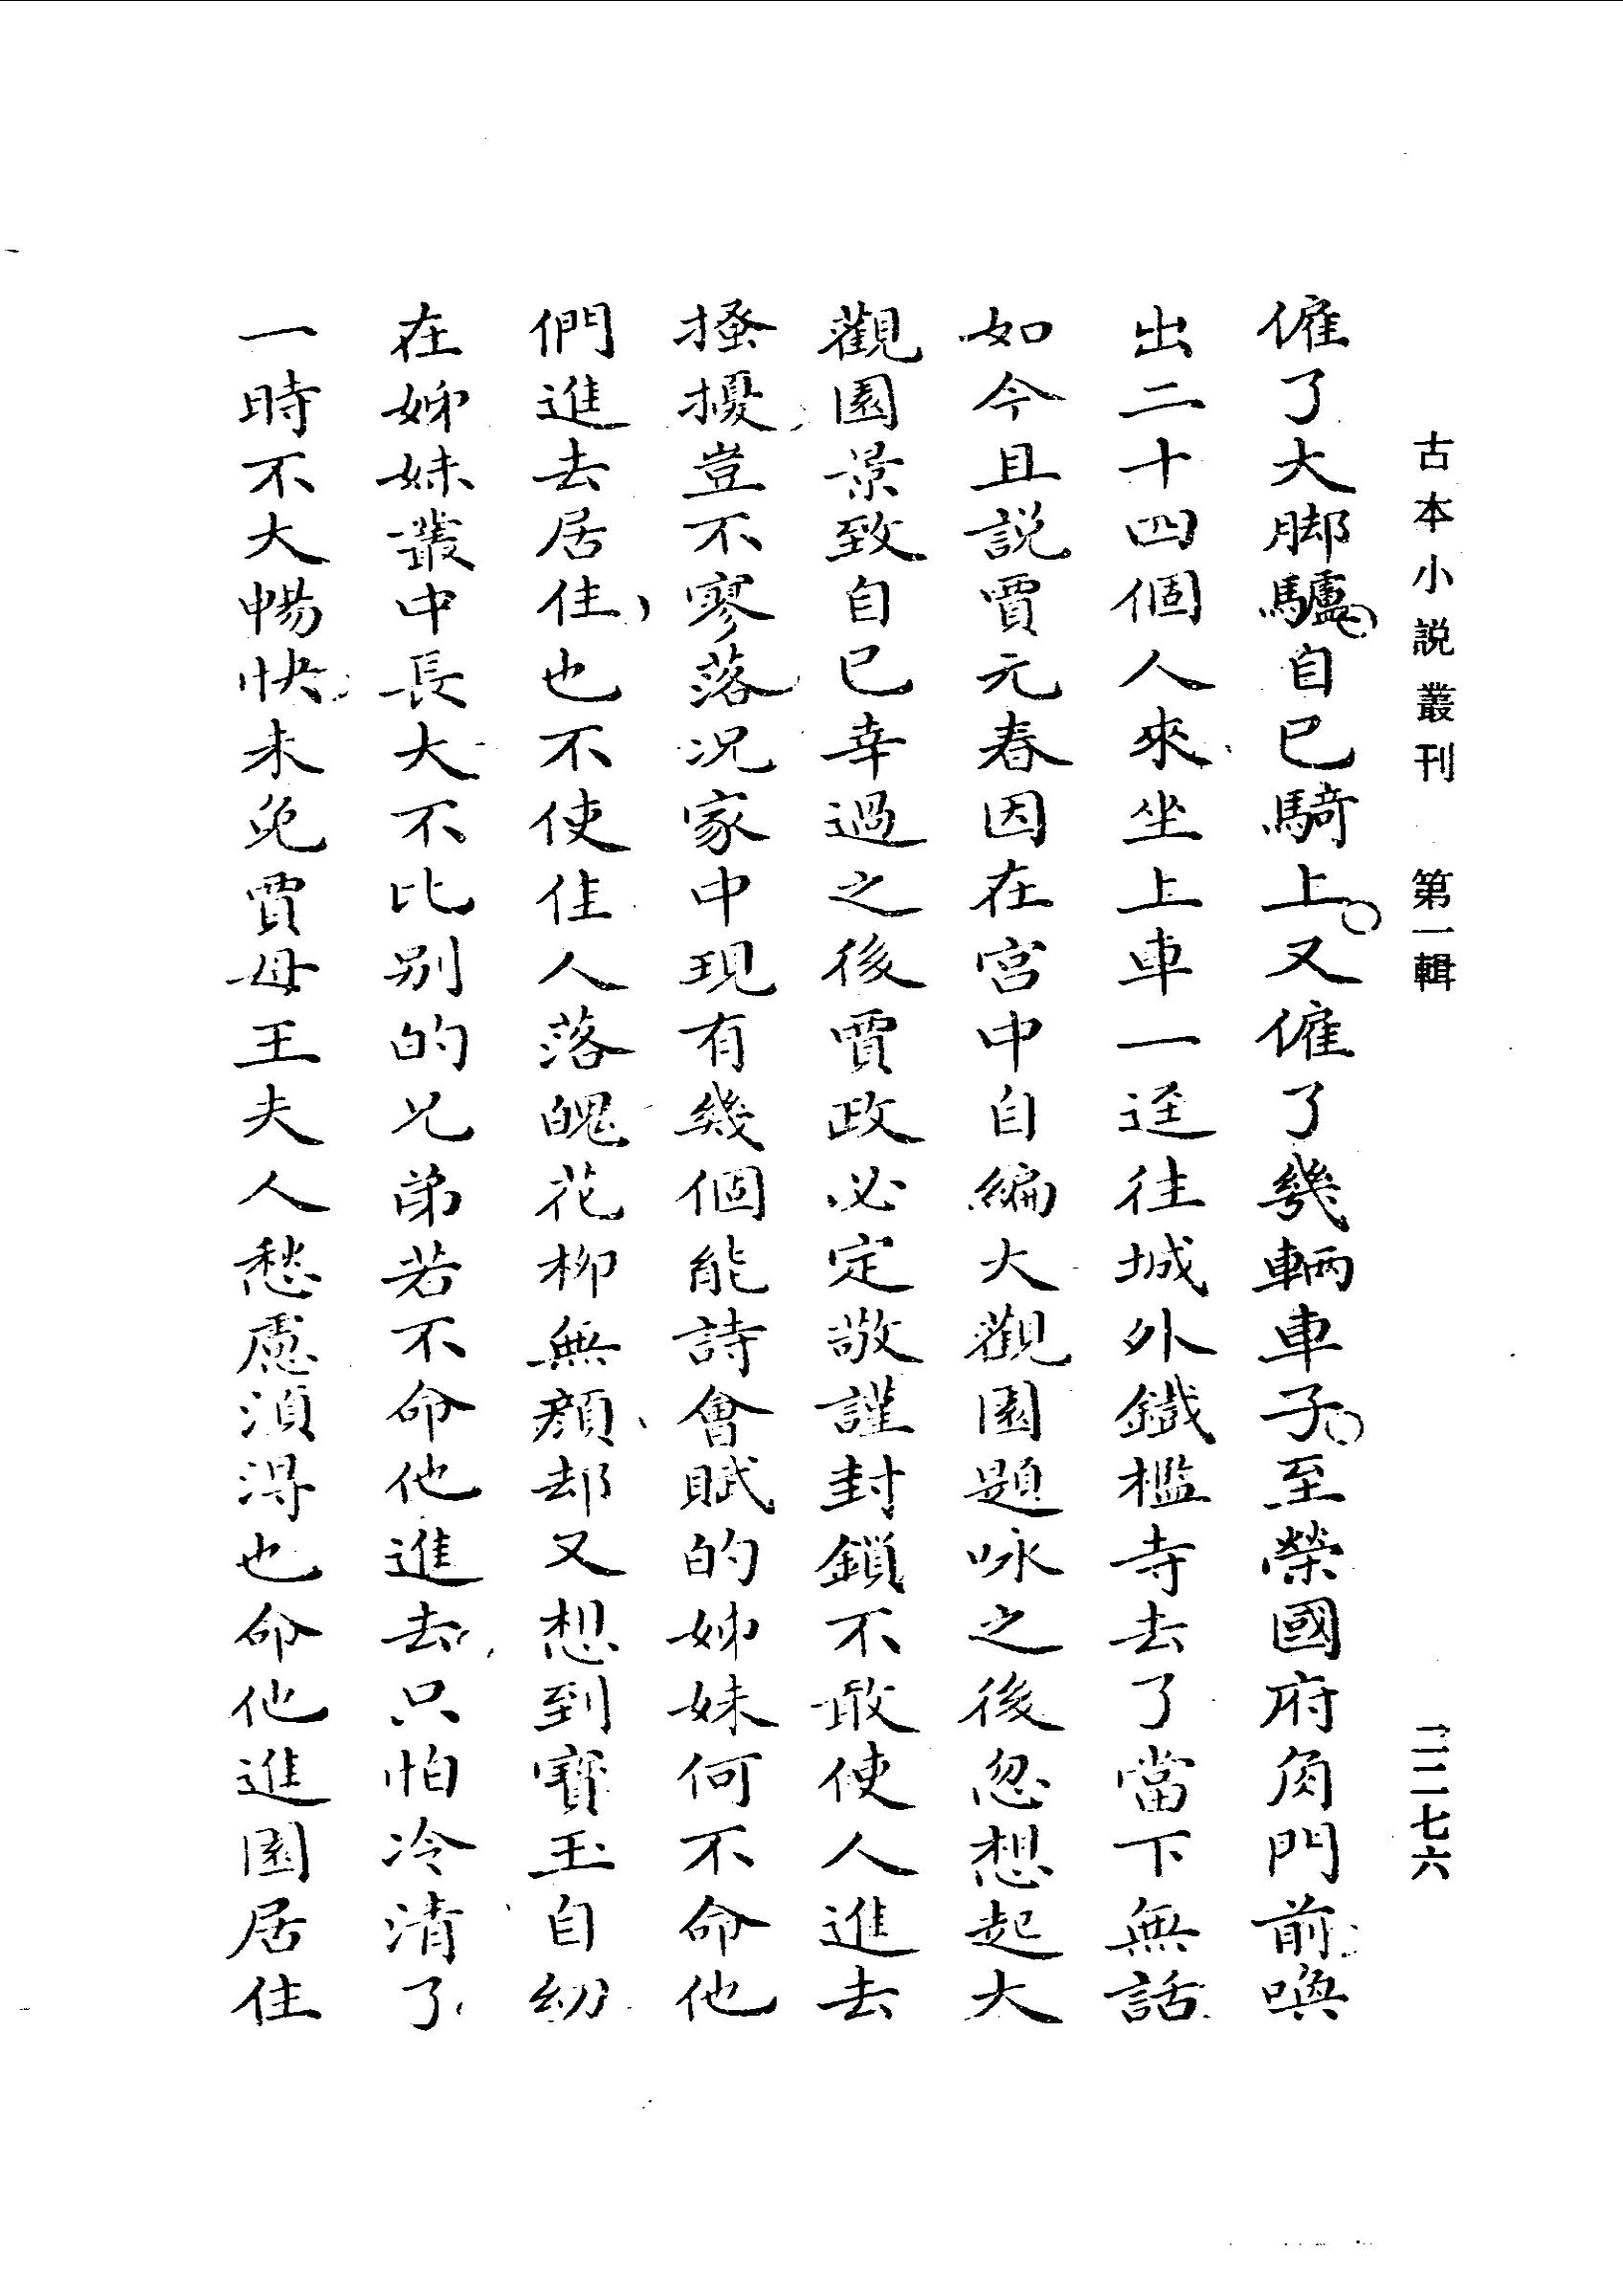 古本小説叢刊　第一輯　一二七六
僱了大脚驢自已騎上又僱了幾輛車子至榮國府角門前喚
出二十四個人來坐上車一逕往城外鐵檻寺去了當下無話
如今且説賈元春因在宮中自編大觀園題咏之後忽想起大
觀園景致自已幸過之後賈政必定敬謹封鎖不敢使人進去
搔擾豈不寥落况家中現有幾個能詩會賦的姊妹何不命他
們進去居住也不使佳人落魄花柳無顔却又想到寳玉自幼
在姊妹叢中長大不比别的兄弟若不命他進去只怕冷清了
一時不大暢快未免賈母王夫人愁慮湏得也命他進園居住